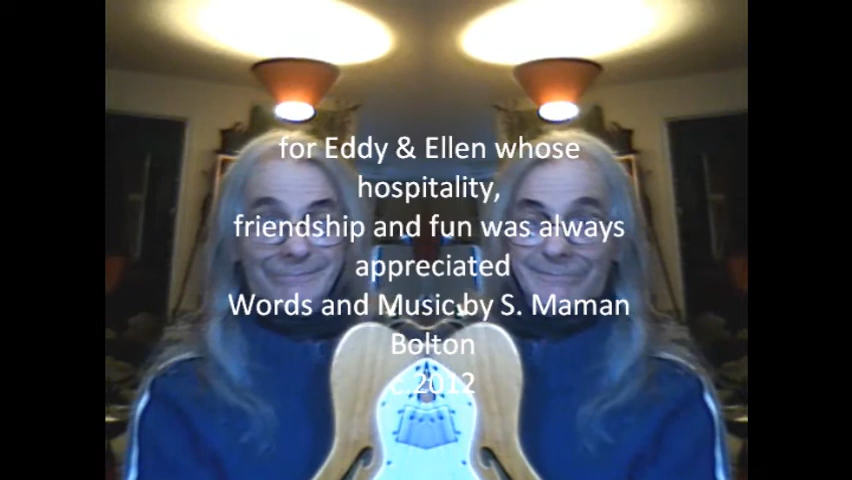 for Eddy & Ellen whose
hospitality,
friendship and fun was always
appreciated
Words and Music by S. Maman
Bolton
c.2012